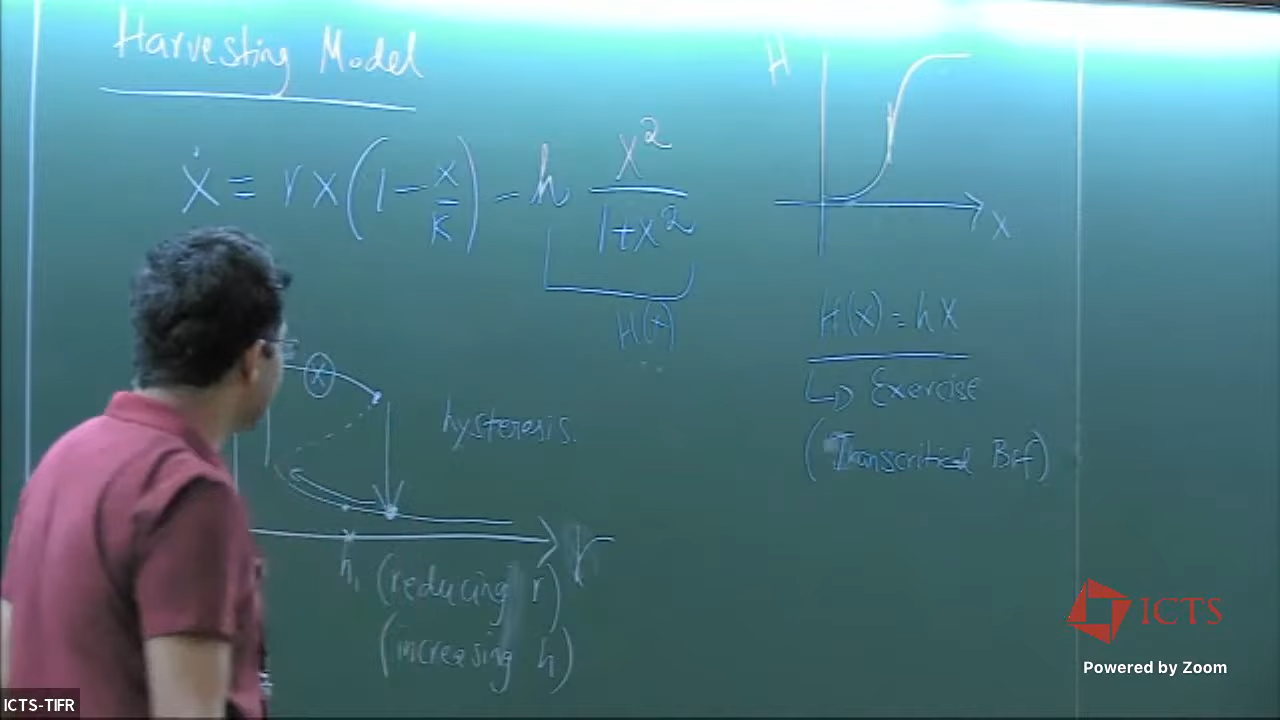 Harvesting Model
ẋ = rx(1 - x/K) - h x²/(1+x²)
H(x)
H
x
H(x) = hx
↳ Exercise
(Transcritical Bif)
x
hysteresis.
h₁ (reducing r)
(increasing h)
ICTS
Powered by Zoom
ICTS-TIFR